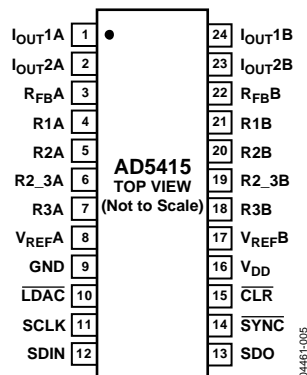 IOUT1A 1
IOUT2A 2
RFBA 3
R1A 4
R2A 5
R2_3A 6
R3A 7
VREFA 8
GND 9
LDAC 10
SCLK 11
SDIN 12
AD5415
TOP VIEW
(Not to Scale)
24 IOUT1B
23 IOUT2B
22 RFBB
21 R1B
20 R2B
19 R2_3B
18 R3B
17 VREFB
16 VDD
15 CLR
14 SYNC
13 SDO
04461-005